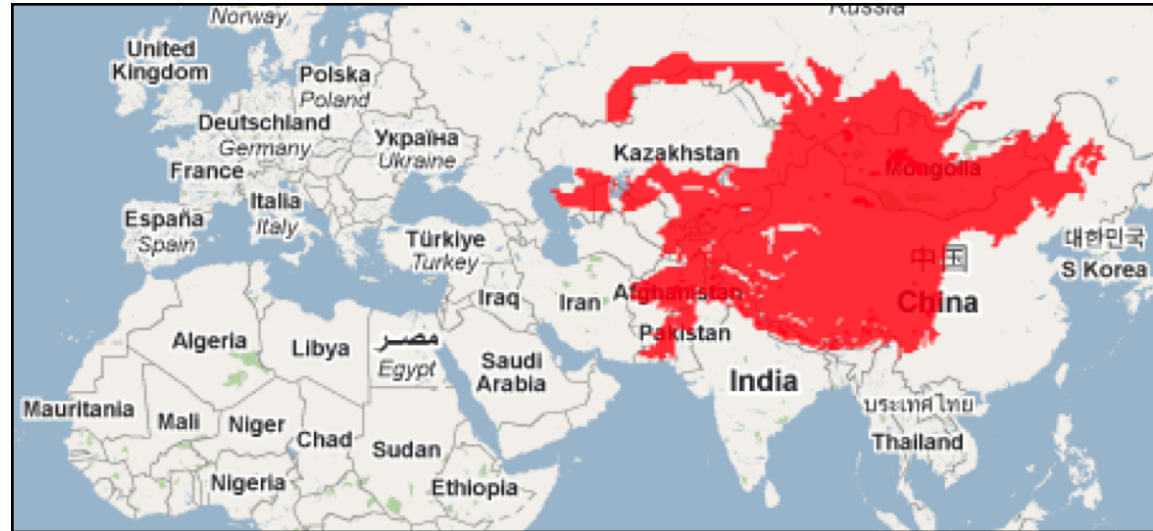 Norway
Russia
United
Kingdom
Polska
Poland
Deutschland
Germany
Україна
Ukraine
France
Kazakhstan
Mongolia
Italia
Italy
España
Spain
Türkiye
Turkey
대한민국
S Korea
中国
China
Iraq
Iran
Afghanistan
Pakistan
Algeria
Libya
مصر
Egypt
Saudi
Arabia
India
Mauritania
Mali
Niger
Chad
Sudan
ประเทศไทย
Thailand
Nigeria
Ethiopia